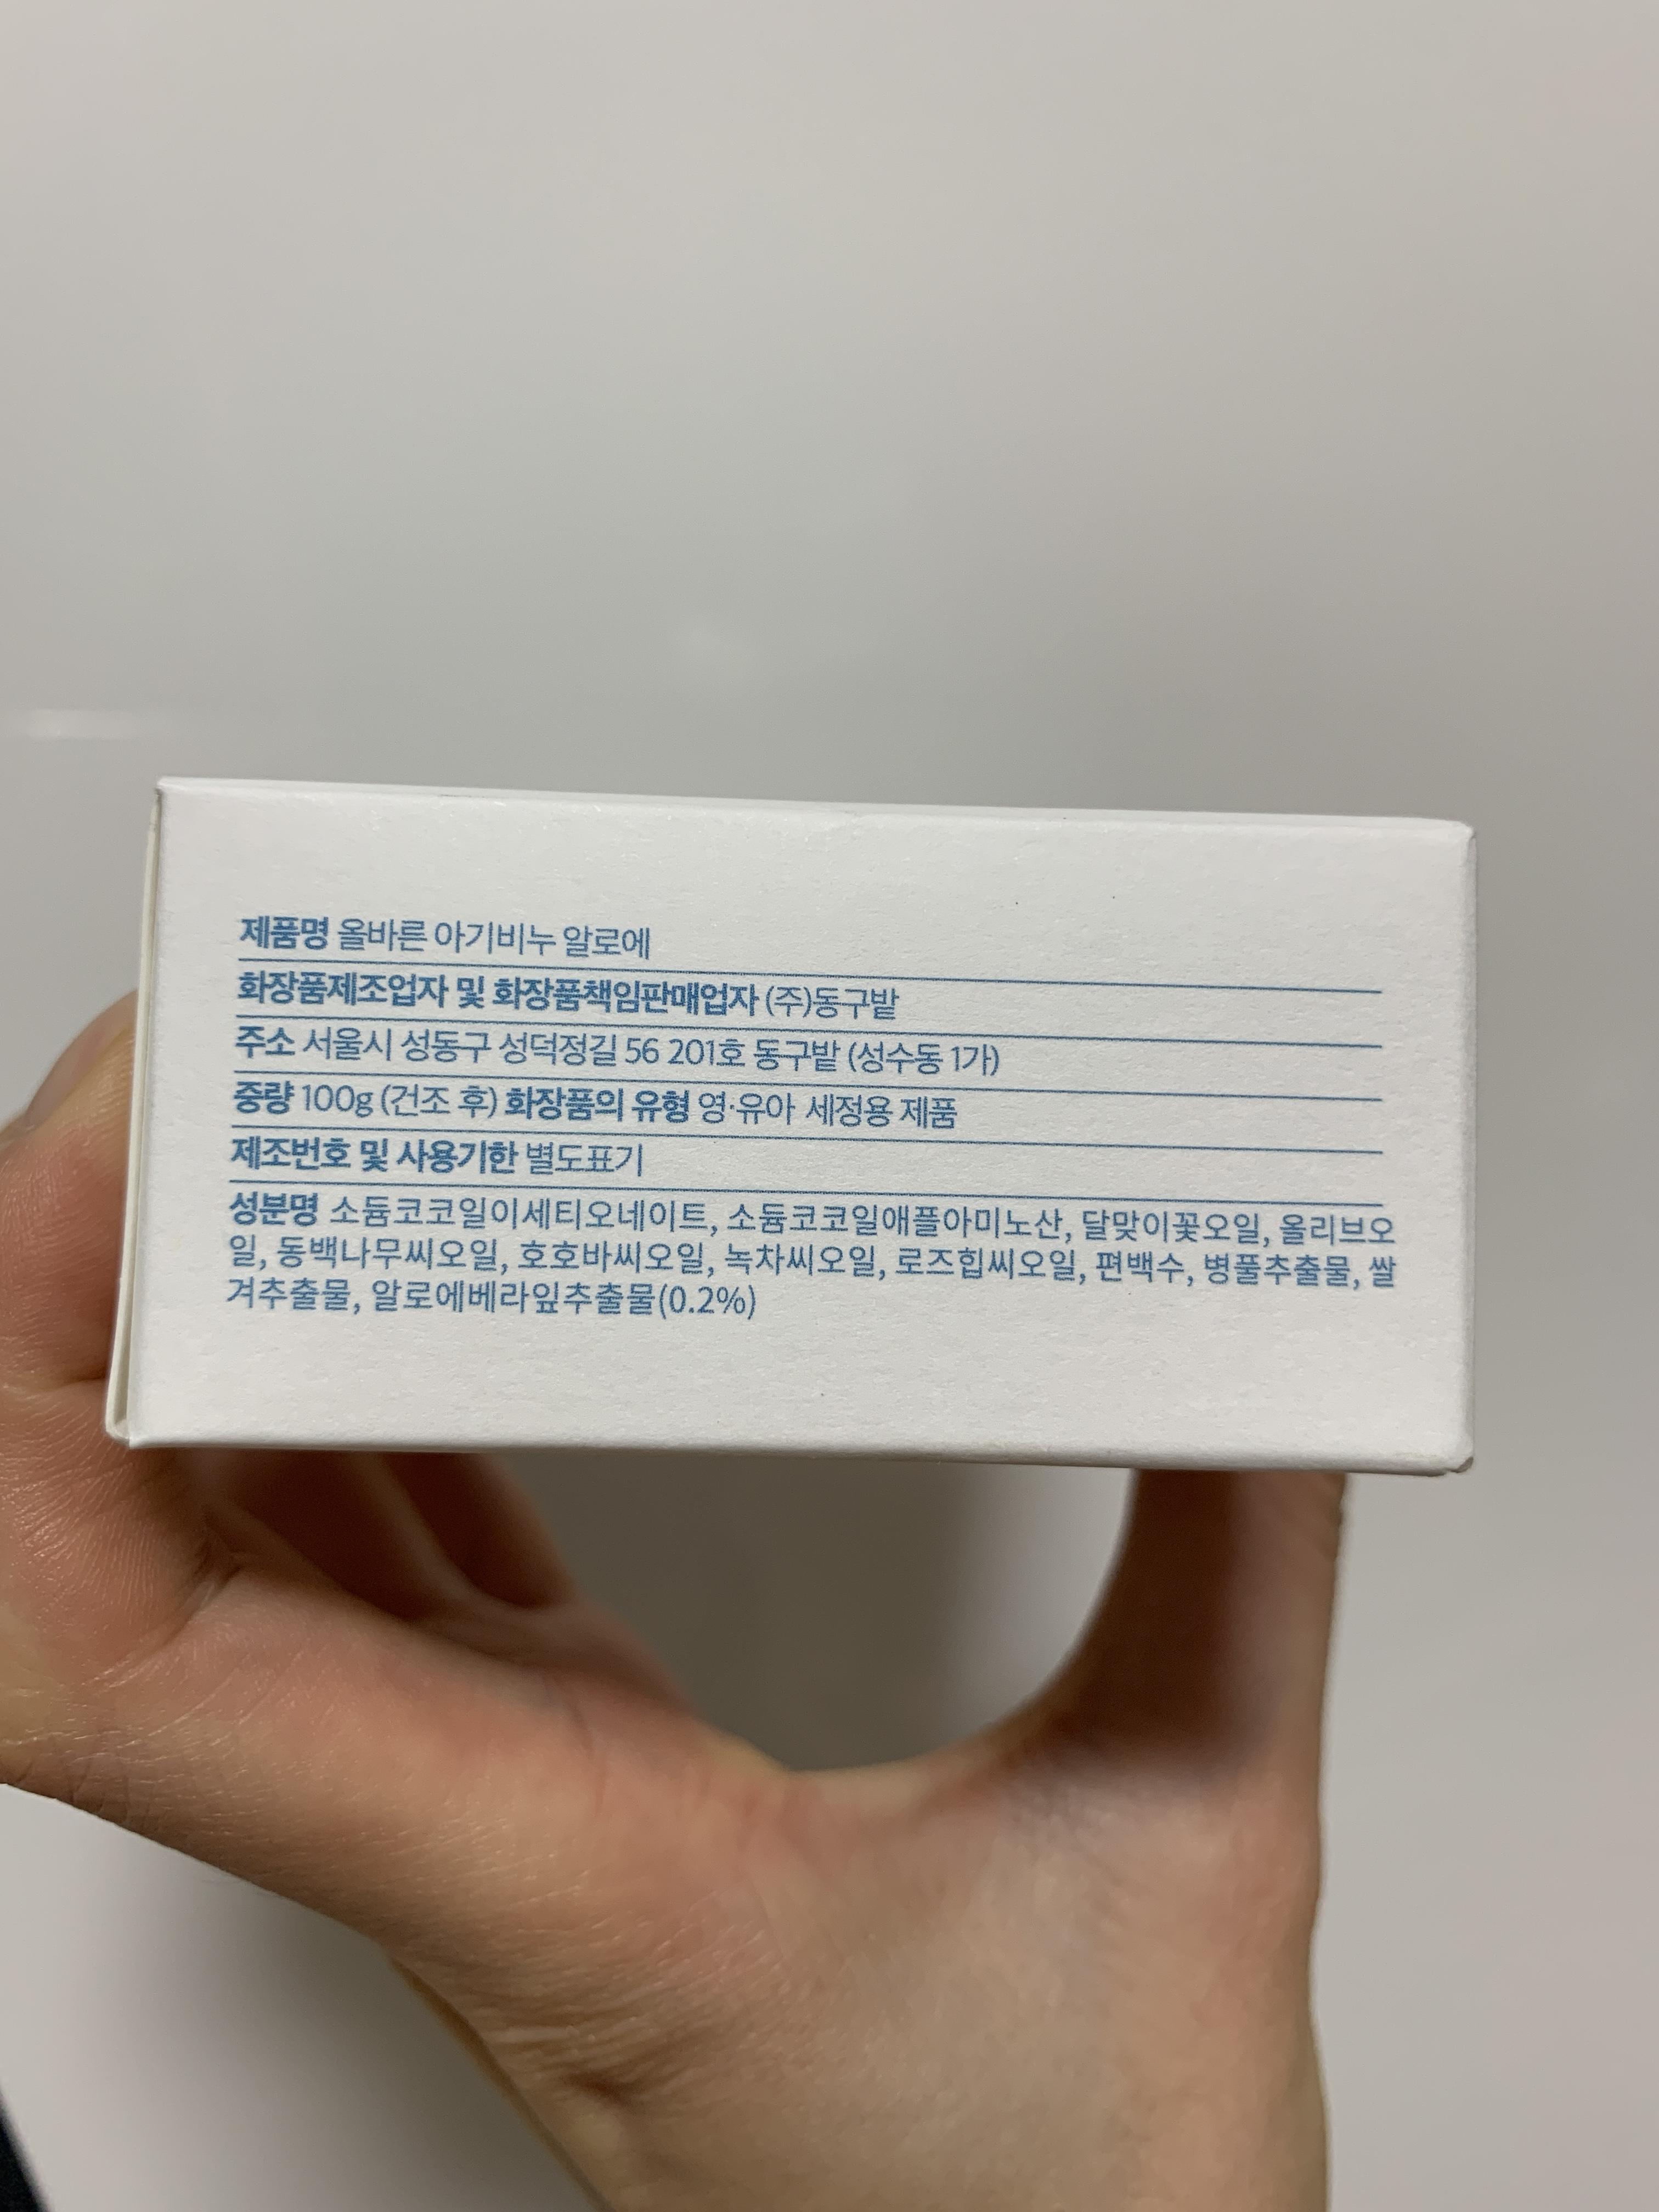 제품명 올바른 아기비누 알로에
화장품제조업자 및 화장품책임판매업자 (주)동구밭
주소 서울시 성동구 성덕정길 56 201호 동구밭 (성수동 1가)
중량 100g (건조 후) 화장품의 유형 영·유아 세정용 제품
제조번호 및 사용기한 별도표기
성분명 소듐코코일이세티오네이트, 소듐코코일애플아미노산, 달맞이꽃오일, 올리브오
일, 동백나무씨오일, 호호바씨오일, 녹차씨오일, 로즈힙씨오일, 편백수, 병풀추출물, 쌀
겨추출물, 알로에베라잎추출물(0.2%)